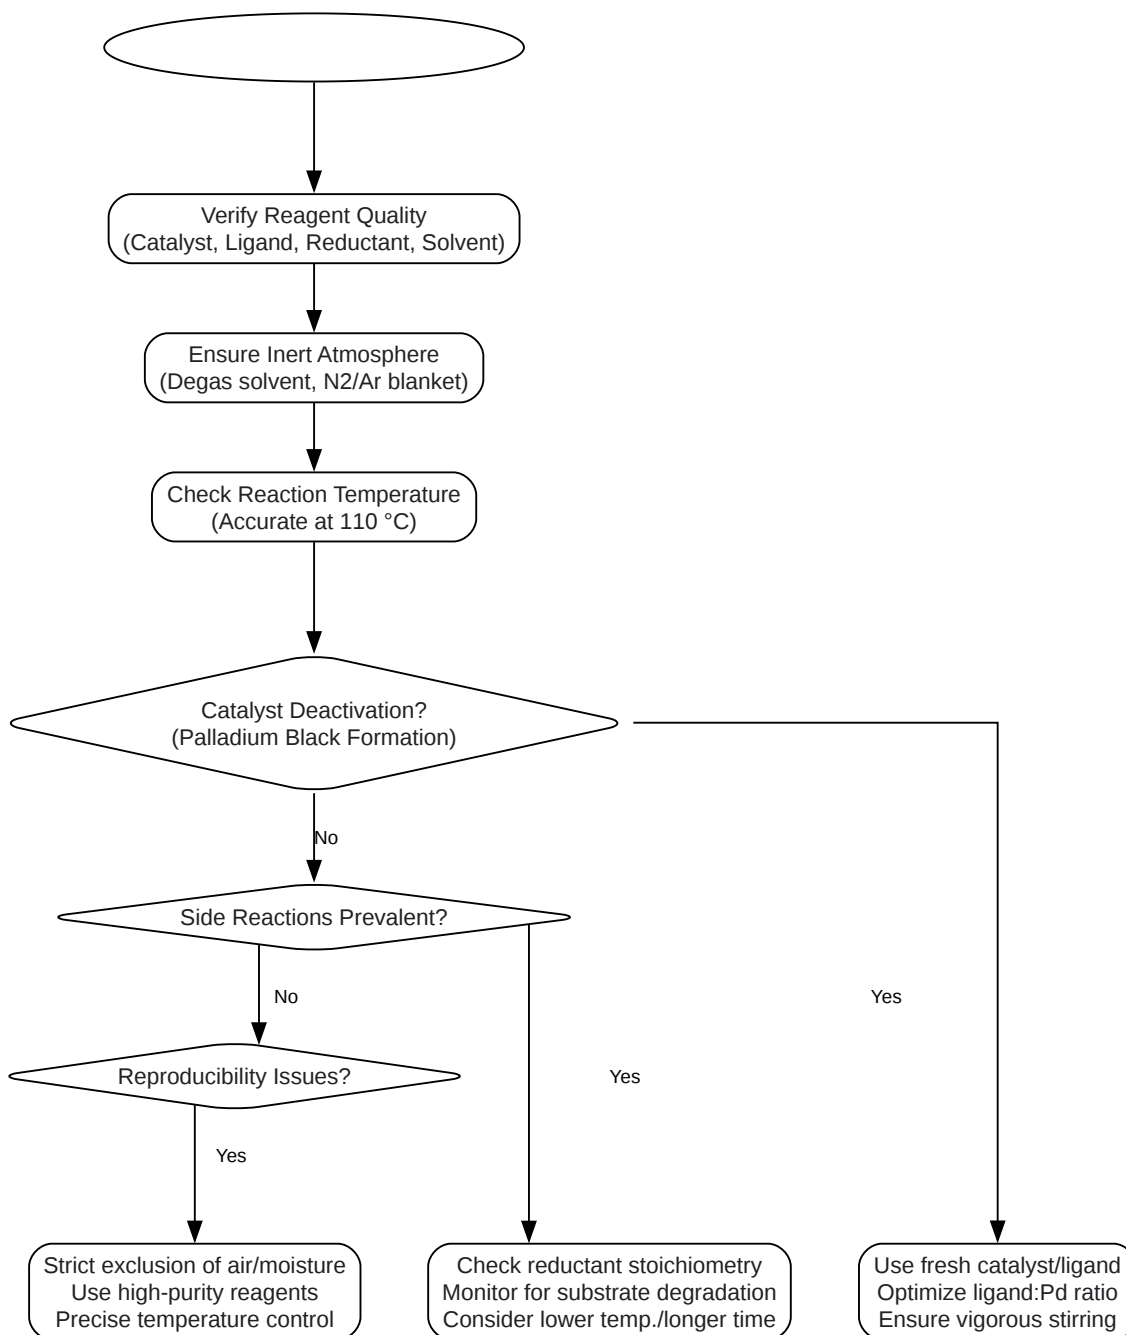 Verify Reagent Quality
(Catalyst, Ligand, Reductant, Solvent)
Ensure Inert Atmosphere
(Degas solvent, N2/Ar blanket)
Check Reaction Temperature
(Accurate at 110 °C)
Catalyst Deactivation?
(Palladium Black Formation)
No
Side Reactions Prevalent?
No
Yes
Reproducibility Issues?
Yes
Yes
Strict exclusion of air/moisture
Use high-purity reagents
Precise temperature control
Check reductant stoichiometry
Monitor for substrate degradation
Consider lower temp./longer time
Use fresh catalyst/ligand
Optimize ligand:Pd ratio
Ensure vigorous stirring